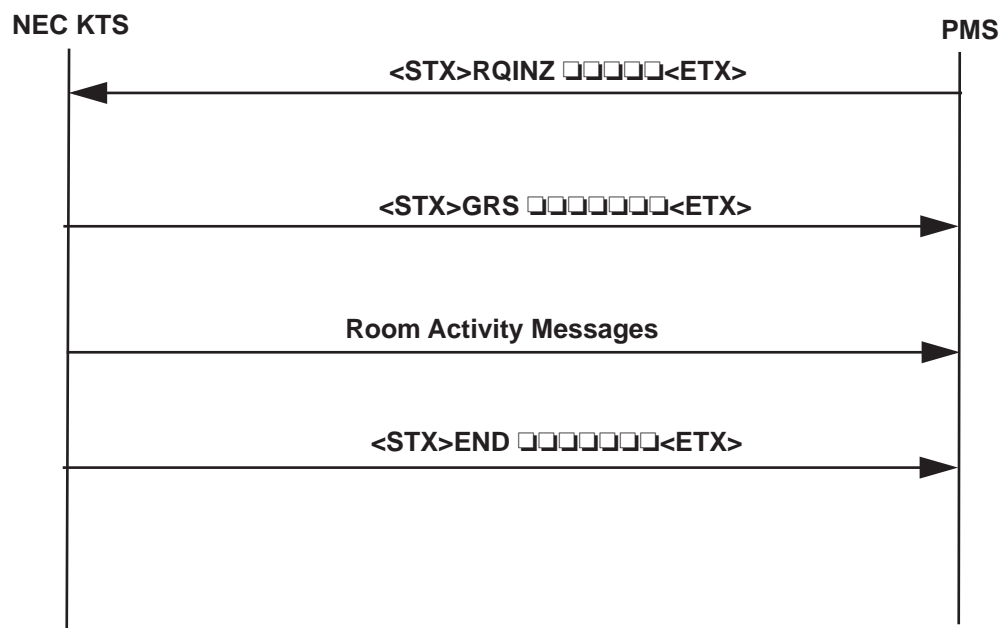 NEC KTS
PMS
<STX>RQINZ ❑❑❑❑❑<ETX>
<STX>GRS ❑❑❑❑❑❑❑<ETX>
Room Activity Messages
<STX>END ❑❑❑❑❑❑❑<ETX>